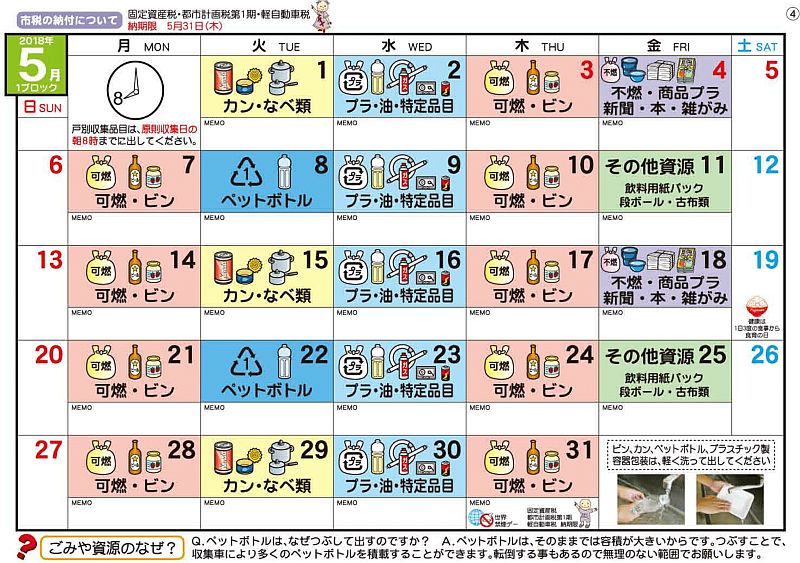 市税の納付について
固定資産税・都市計画税第1期・軽自動車税
納期限 5月31日(木)
④
2018年
5月
1ブロック
月 MON
火 TUE
水 WED
木 THU
金 FRI
土 SAT
日 SUN
8
戸別収集品目は、原則収集日の
朝8時までに出してください。
1
カン・なべ類
MEMO
プラ
2
プラ・油・特定品目
MEMO
可燃
3
可燃・ビン
MEMO
不燃
4
不燃・商品プラ
新聞・本・雑がみ
MEMO
5
6
可燃
7
可燃・ビン
MEMO
1
8
ペットボトル
MEMO
プラ
9
プラ・油・特定品目
MEMO
可燃
10
可燃・ビン
MEMO
その他資源 11
飲料用紙パック
段ボール・古布類
MEMO
12
13
可燃
14
可燃・ビン
MEMO
15
カン・なべ類
MEMO
プラ
16
プラ・油・特定品目
MEMO
可燃
17
可燃・ビン
MEMO
不燃
18
不燃・商品プラ
新聞・本・雑がみ
MEMO
19
健康は
1日3度の食事から
食育の日
20
可燃
21
可燃・ビン
MEMO
1
22
ペットボトル
MEMO
プラ
23
プラ・油・特定品目
MEMO
可燃
24
可燃・ビン
MEMO
その他資源 25
飲料用紙パック
段ボール・古布類
MEMO
26
27
可燃
28
可燃・ビン
MEMO
29
カン・なべ類
MEMO
プラ
30
プラ・油・特定品目
MEMO
可燃
31
可燃・ビン
MEMO
世界
禁煙デー
固定資産税
都市計画税第1期
軽自動車税 納期限
ビン、カン、ペットボトル、プラスチック製
容器包装は、軽く洗って出してください
?
ごみや資源のなぜ?
Q.ペットボトルは、なぜつぶして出すのですか? A.ペットボトルは、そのままでは容積が大きいからです。つぶすことで、
収集車により多くのペットボトルを積載することができます。転倒する事もあるので無理のない範囲でお願いします。